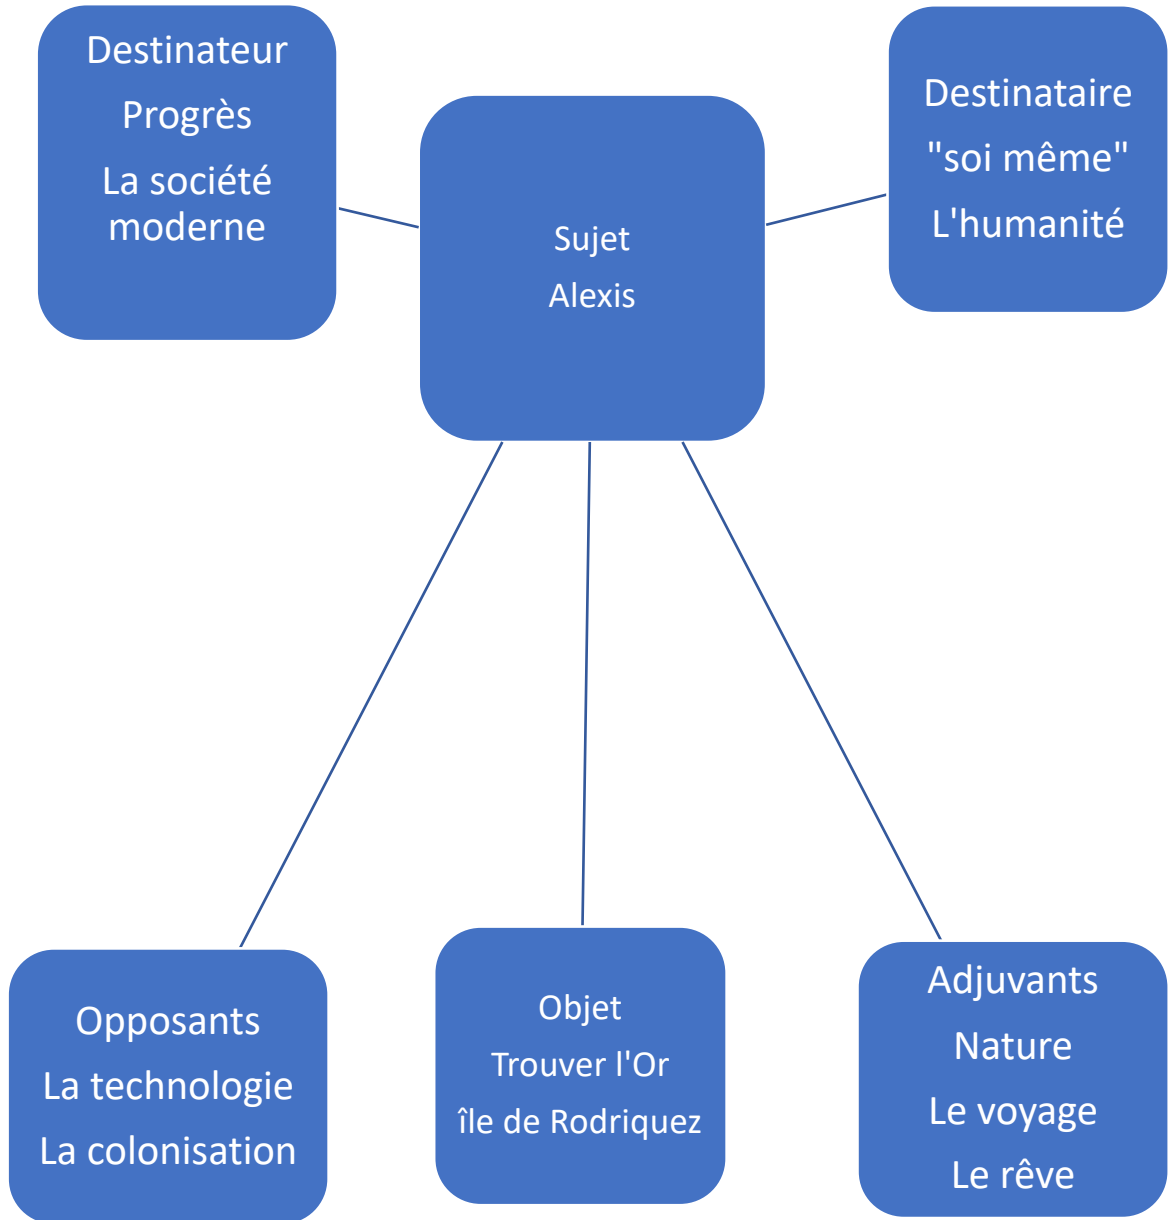 Destinateur
Progrès
La société
moderne
Sujet
Alexis
Destinataire
"soi même"
L'humanité
Opposants
La technologie
La colonisation
Objet
Trouver l'Or
île de Rodriquez
Adjuvants
Nature
Le voyage
Le rêve